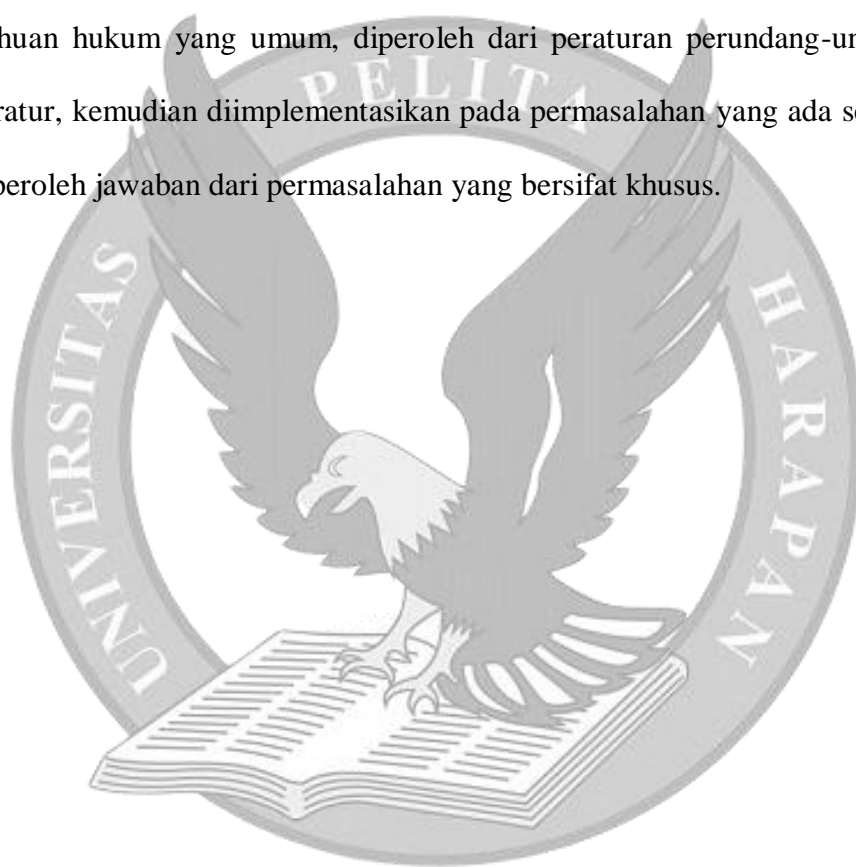 huan hukum yang umum, diperoleh dari peraturan perundang-un
ratur, kemudian diimplementasikan pada permasalahan yang ada se
peroleh jawaban dari permasalahan yang bersifat khusus.
UNIVERSITAS PELITA HARAPAN